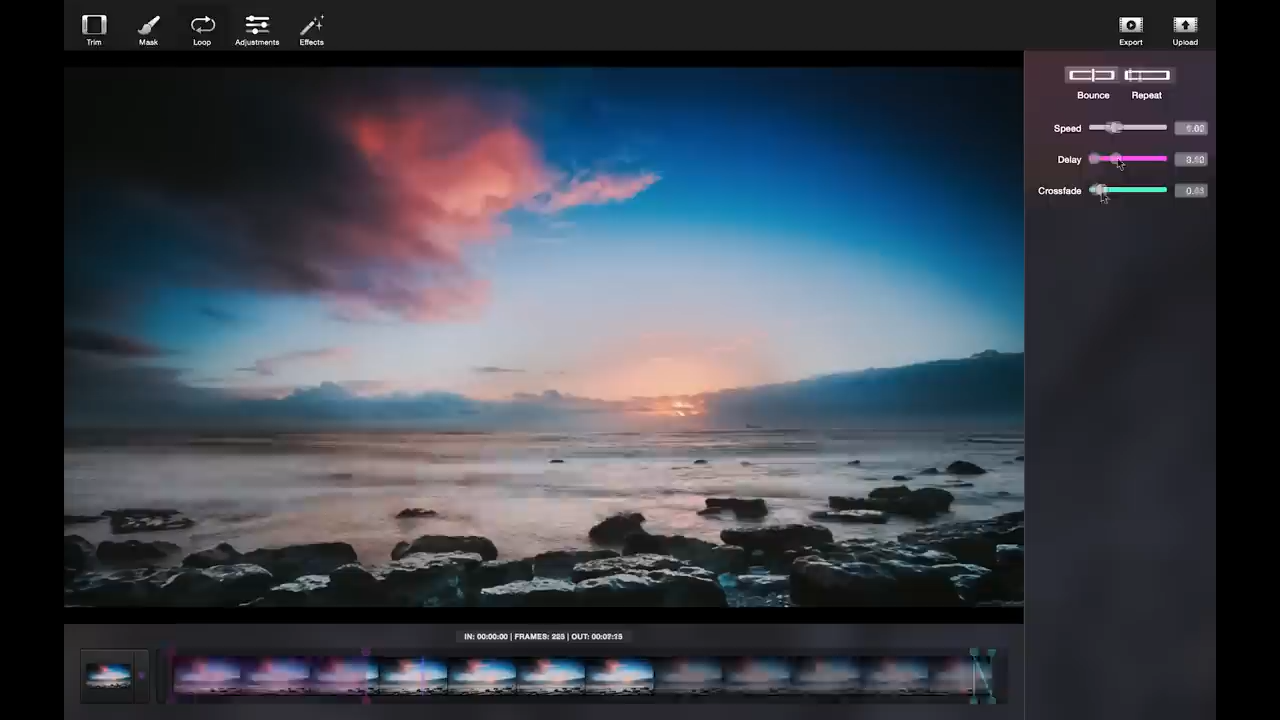 Trim
Mask
Loop
Adjustments
Effects
Export
Upload
Bounce
Repeat
Speed
Delay
Crossfade
IN: 00:00:00 | FRAMES: 225 | OUT: 00:07:15